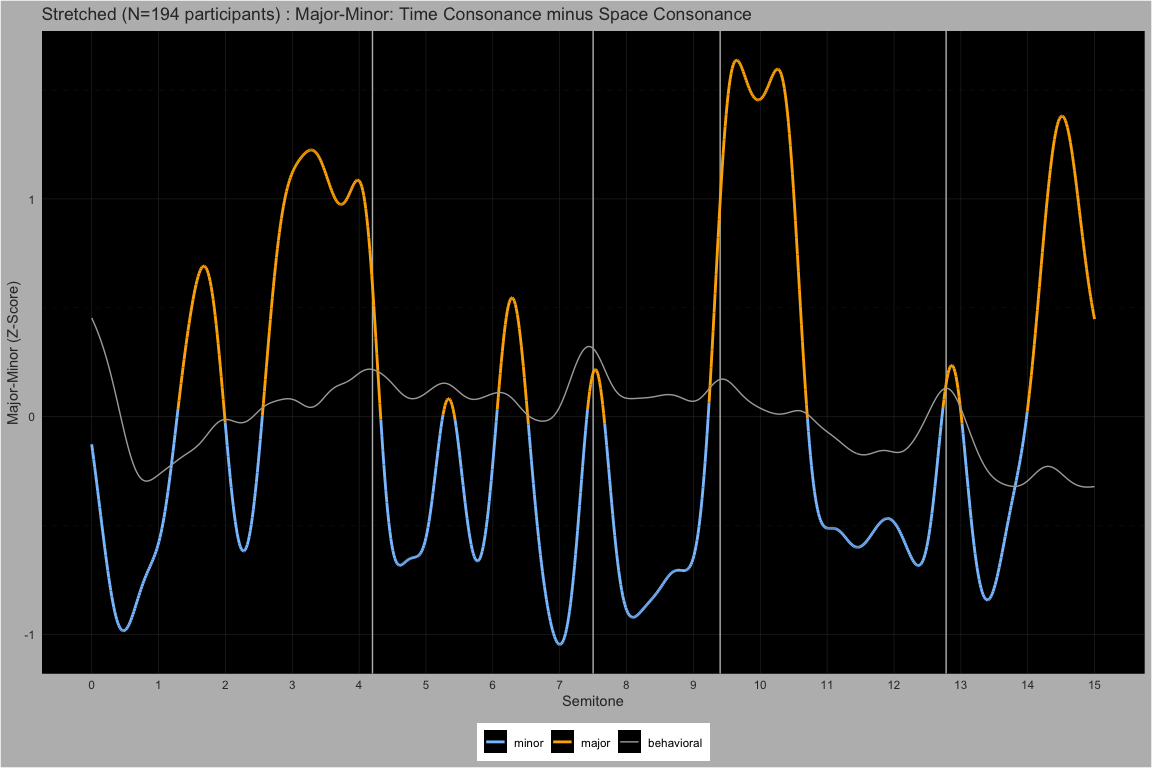 Stretched (N=194 participants) : Major-Minor: Time Consonance minus Space Consonance
Major-Minor (Z-Score)
1
0
-1
0 1 2 3 4 5 6 7 8 9 10 11 12 13 14 15
Semitone
minor major behavioral